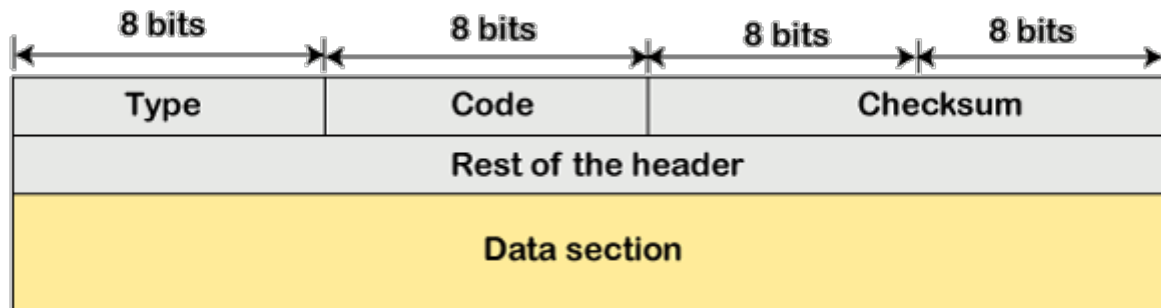 8 bits 8 bits 8 bits 8 bits
Type Code Checksum
Rest of the header
Data section